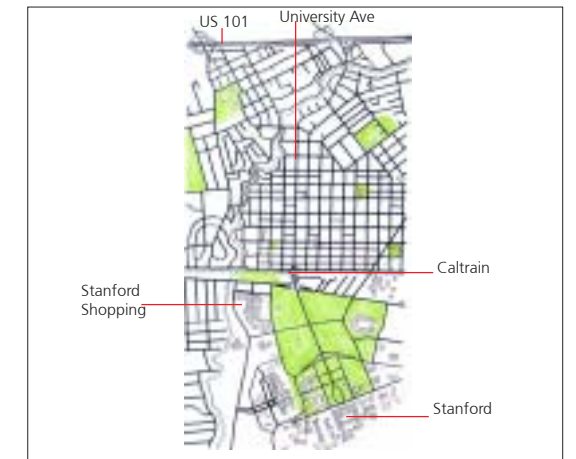 US 101
University Ave
Caltrain
Stanford
Shopping
Stanford